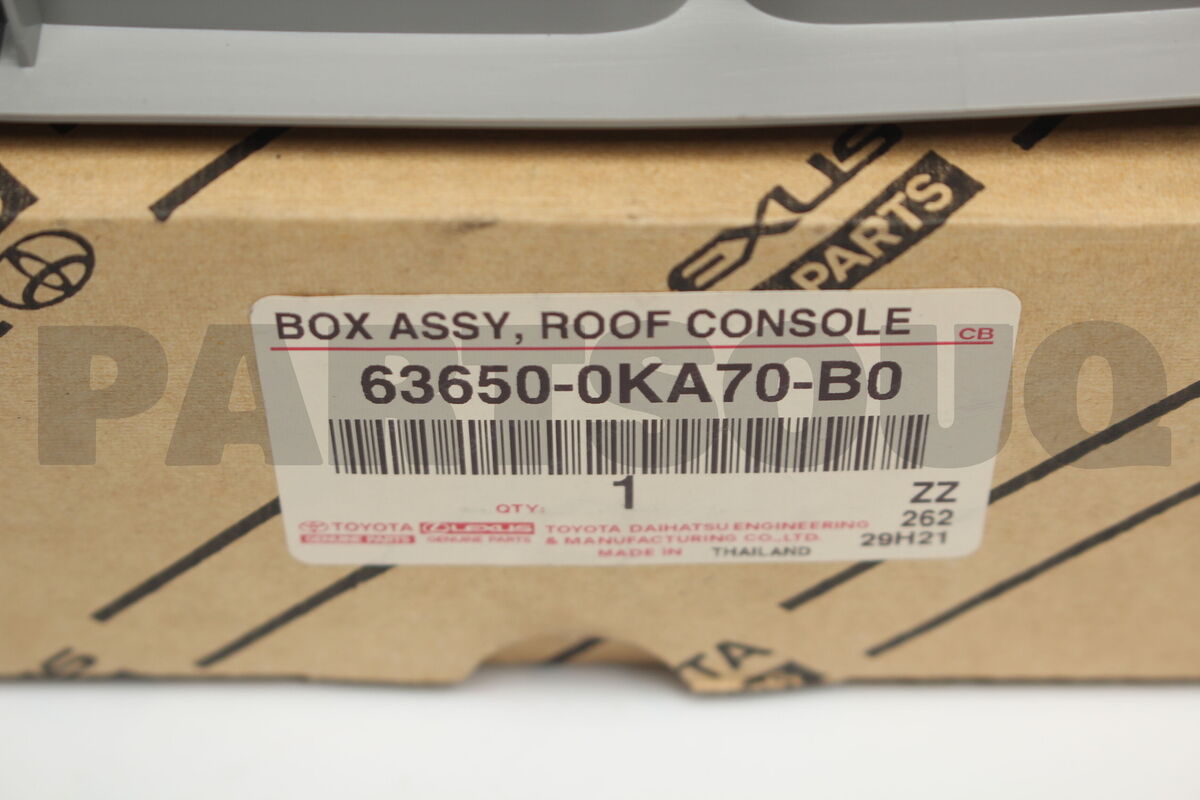 LEXUS
PARTS
BOX ASSY, ROOF CONSOLE
CB
63650-0KA70-B0
PARTSOUQ
QTY: 1
ZZ
262
29H21
TOYOTA
GENUINE PARTS
LEXUS
GENUINE PARTS
TOYOTA DAIHATSU ENGINEERING
& MANUFACTURING CO., LTD.
MADE IN THAILAND